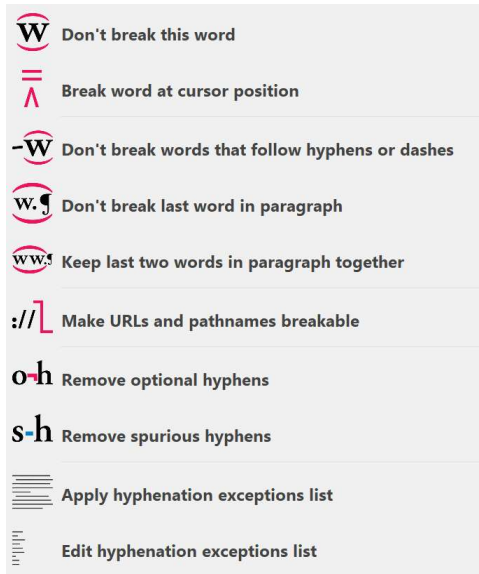 w Don't break this word
= ^ Break word at cursor position
-w Don't break words that follow hyphens or dashes
w.¶ Don't break last word in paragraph
ww.¶ Keep last two words in paragraph together
:// Make URLs and pathnames breakable
o¬h Remove optional hyphens
s-h Remove spurious hyphens
Apply hyphenation exceptions list
Edit hyphenation exceptions list